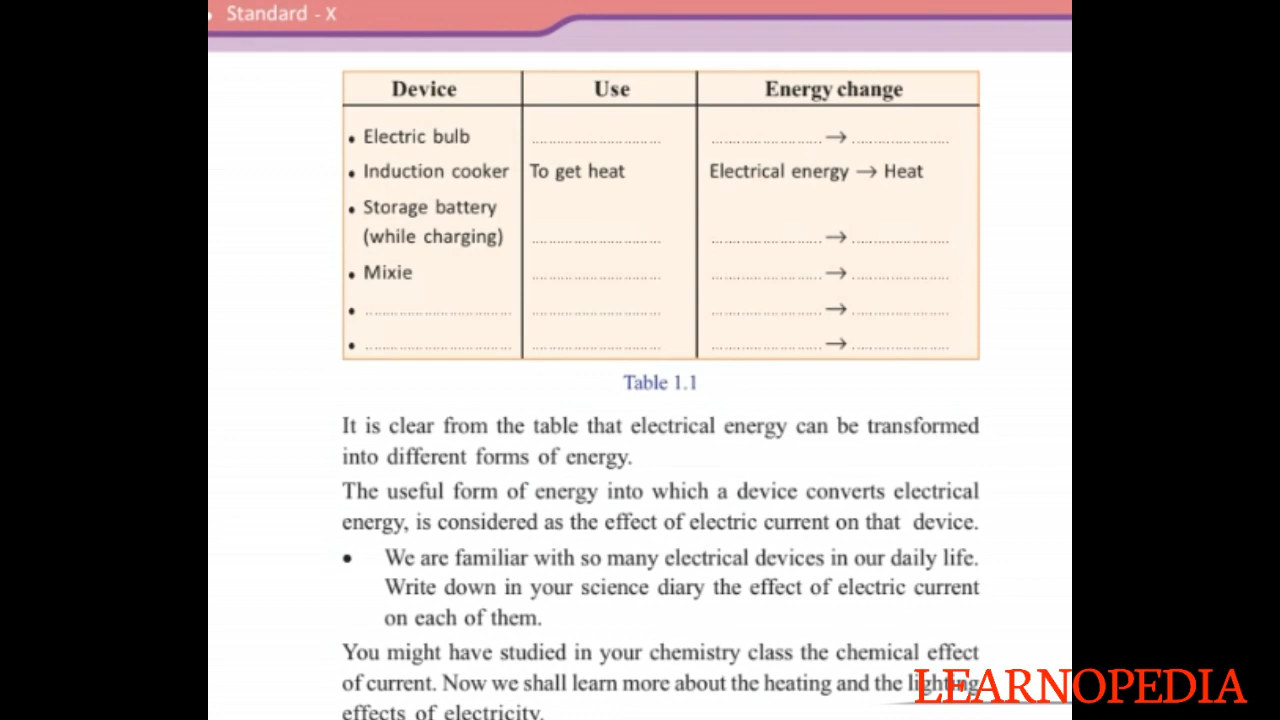 Standard - X
Device Use Energy change
• Electric bulb ........................ ........................ → ........................
• Induction cooker To get heat Electrical energy → Heat
• Storage battery
(while charging) ........................ ........................ → ........................
• Mixie ........................ ........................ → ........................
• ........................ ........................ ........................ → ........................
• ........................ ........................ ........................ → ........................
Table 1.1
It is clear from the table that electrical energy can be transformed
into different forms of energy.
The useful form of energy into which a device converts electrical
energy, is considered as the effect of electric current on that device.
• We are familiar with so many electrical devices in our daily life.
Write down in your science diary the effect of electric current
on each of them.
You might have studied in your chemistry class the chemical effect
of current. Now we shall learn more about the heating and the lighting
effects of electricity.
LEARNOPEDIA